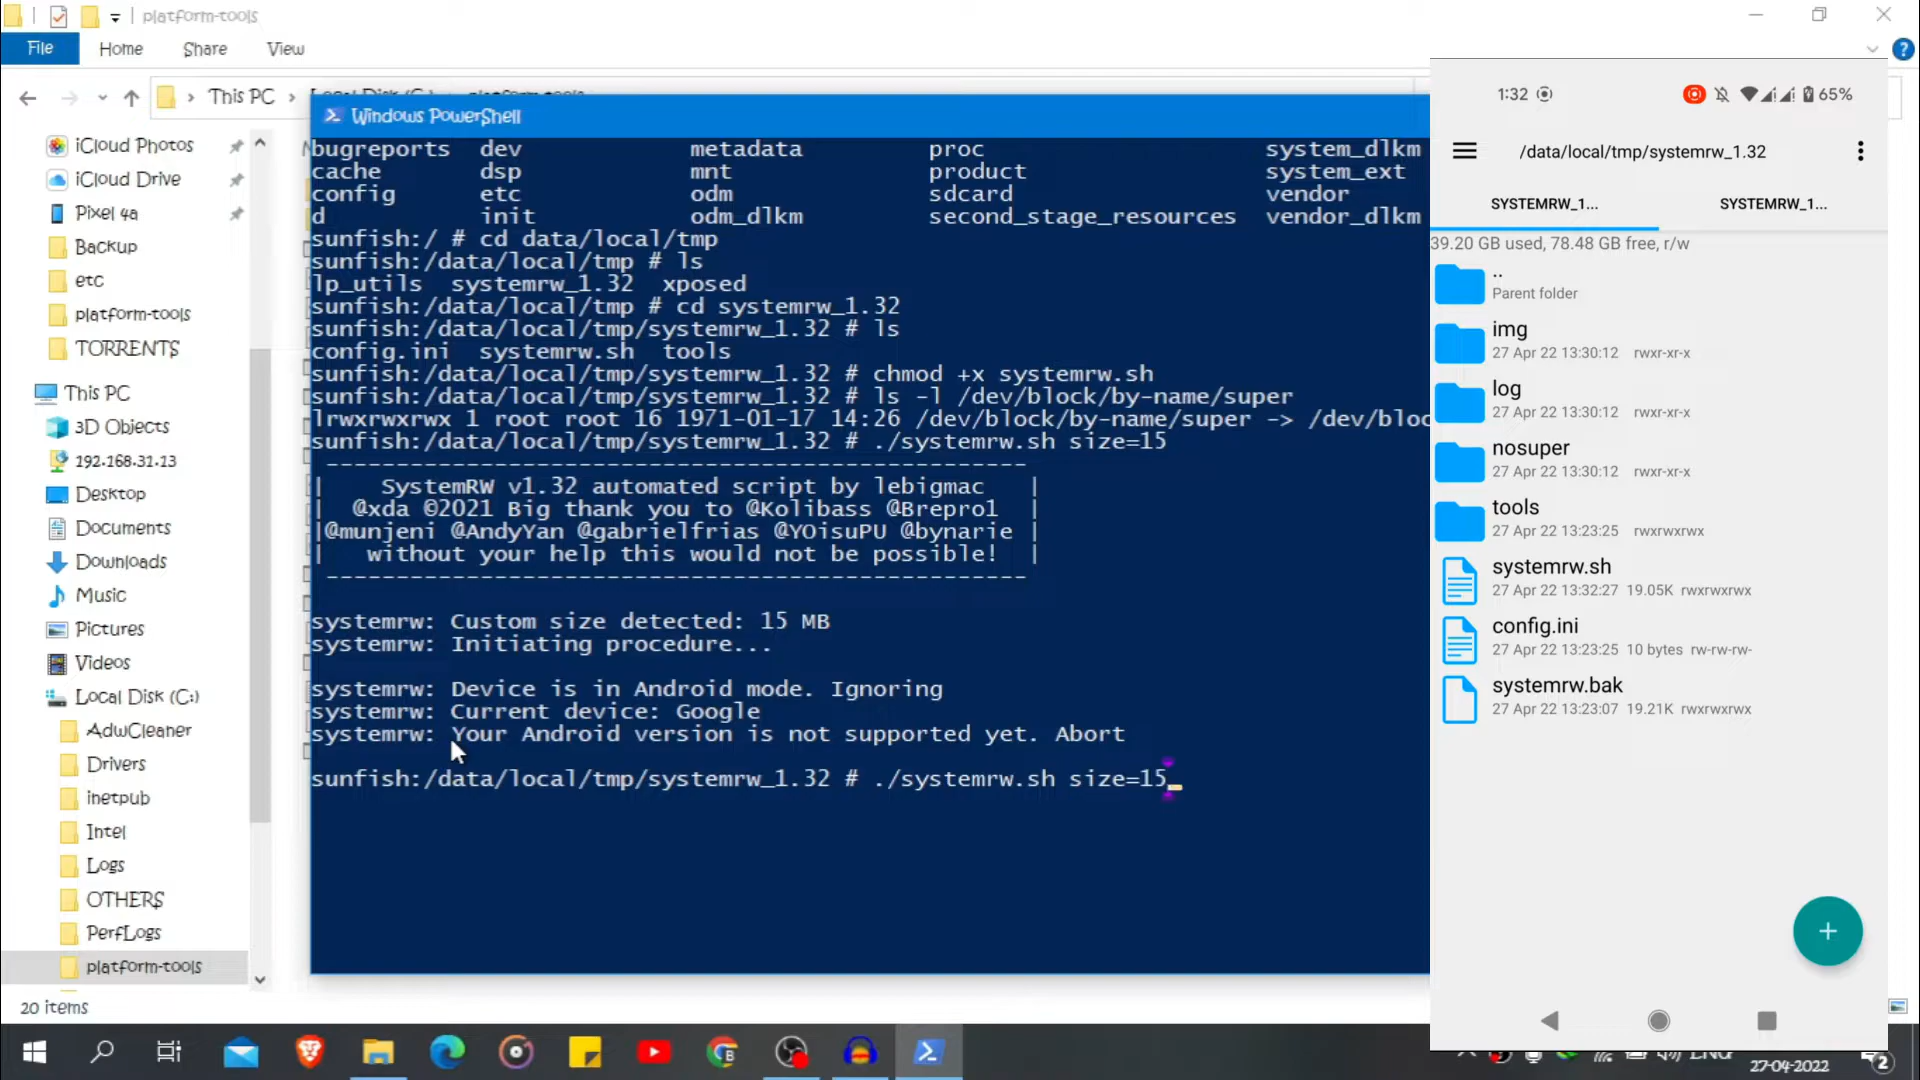 platform-tools
File Home Share View
This PC
iCloud Photos
iCloud Drive
Pixel 4a
Backup
etc
platform-tools
TORRENTS
This PC
3D Objects
192.168.31.13
Desktop
Documents
Downloads
Music
Pictures
Videos
Local Disk (C:)
AdwCleaner
Drivers
inetpub
Intel
Logs
OTHERS
PerfLogs
platform-tools
20 items
Windows PowerShell
bugreports dev metadata proc system_dlkm
cache dsp mnt product system_ext
config etc odm sdcard vendor
d init odm_dlkm second_stage_resources vendor_dlkm
sunfish:/ # cd data/local/tmp
sunfish:/data/local/tmp # ls
lp_utils systemrw_1.32 xposed
sunfish:/data/local/tmp # cd systemrw_1.32
sunfish:/data/local/tmp/systemrw_1.32 # ls
config.ini systemrw.sh tools
sunfish:/data/local/tmp/systemrw_1.32 # chmod +x systemrw.sh
sunfish:/data/local/tmp/systemrw_1.32 # ls -l /dev/block/by-name/super
lrwxrwxrwx 1 root root 16 1971-01-17 14:26 /dev/block/by-name/super -> /dev/bloc
sunfish:/data/local/tmp/systemrw_1.32 # ./systemrw.sh size=15
-----------------------------------------------------
| SystemRW v1.32 automated script by lebigmac |
| @xda ©2021 Big thank you to @Kolibass @Brepro1
|@munjeni @AndyYan @gabrielfrias @YOisuPU @bynarie |
| without your help this would not be possible! |
-----------------------------------------------------
systemrw: Custom size detected: 15 MB
systemrw: Initiating procedure...
systemrw: Device is in Android mode. Ignoring
systemrw: Current device: Google
systemrw: Your Android version is not supported yet. Abort
sunfish:/data/local/tmp/systemrw_1.32 # ./systemrw.sh size=15_
1:32 65%
/data/local/tmp/systemrw_1.32
SYSTEMRW_1... SYSTEMRW_1...
39.20 GB used, 78.48 GB free, r/w
..
Parent folder
img
27 Apr 22 13:30:12 rwxr-xr-x
log
27 Apr 22 13:30:12 rwxr-xr-x
nosuper
27 Apr 22 13:30:12 rwxr-xr-x
tools
27 Apr 22 13:23:25 rwxrwxrwx
systemrw.sh
27 Apr 22 13:32:27 19.05K rwxrwxrwx
config.ini
27 Apr 22 13:23:25 10 bytes rw-rw-rw-
systemrw.bak
27 Apr 22 13:23:07 19.21K rwxrwxrwx
27-04-2022
2